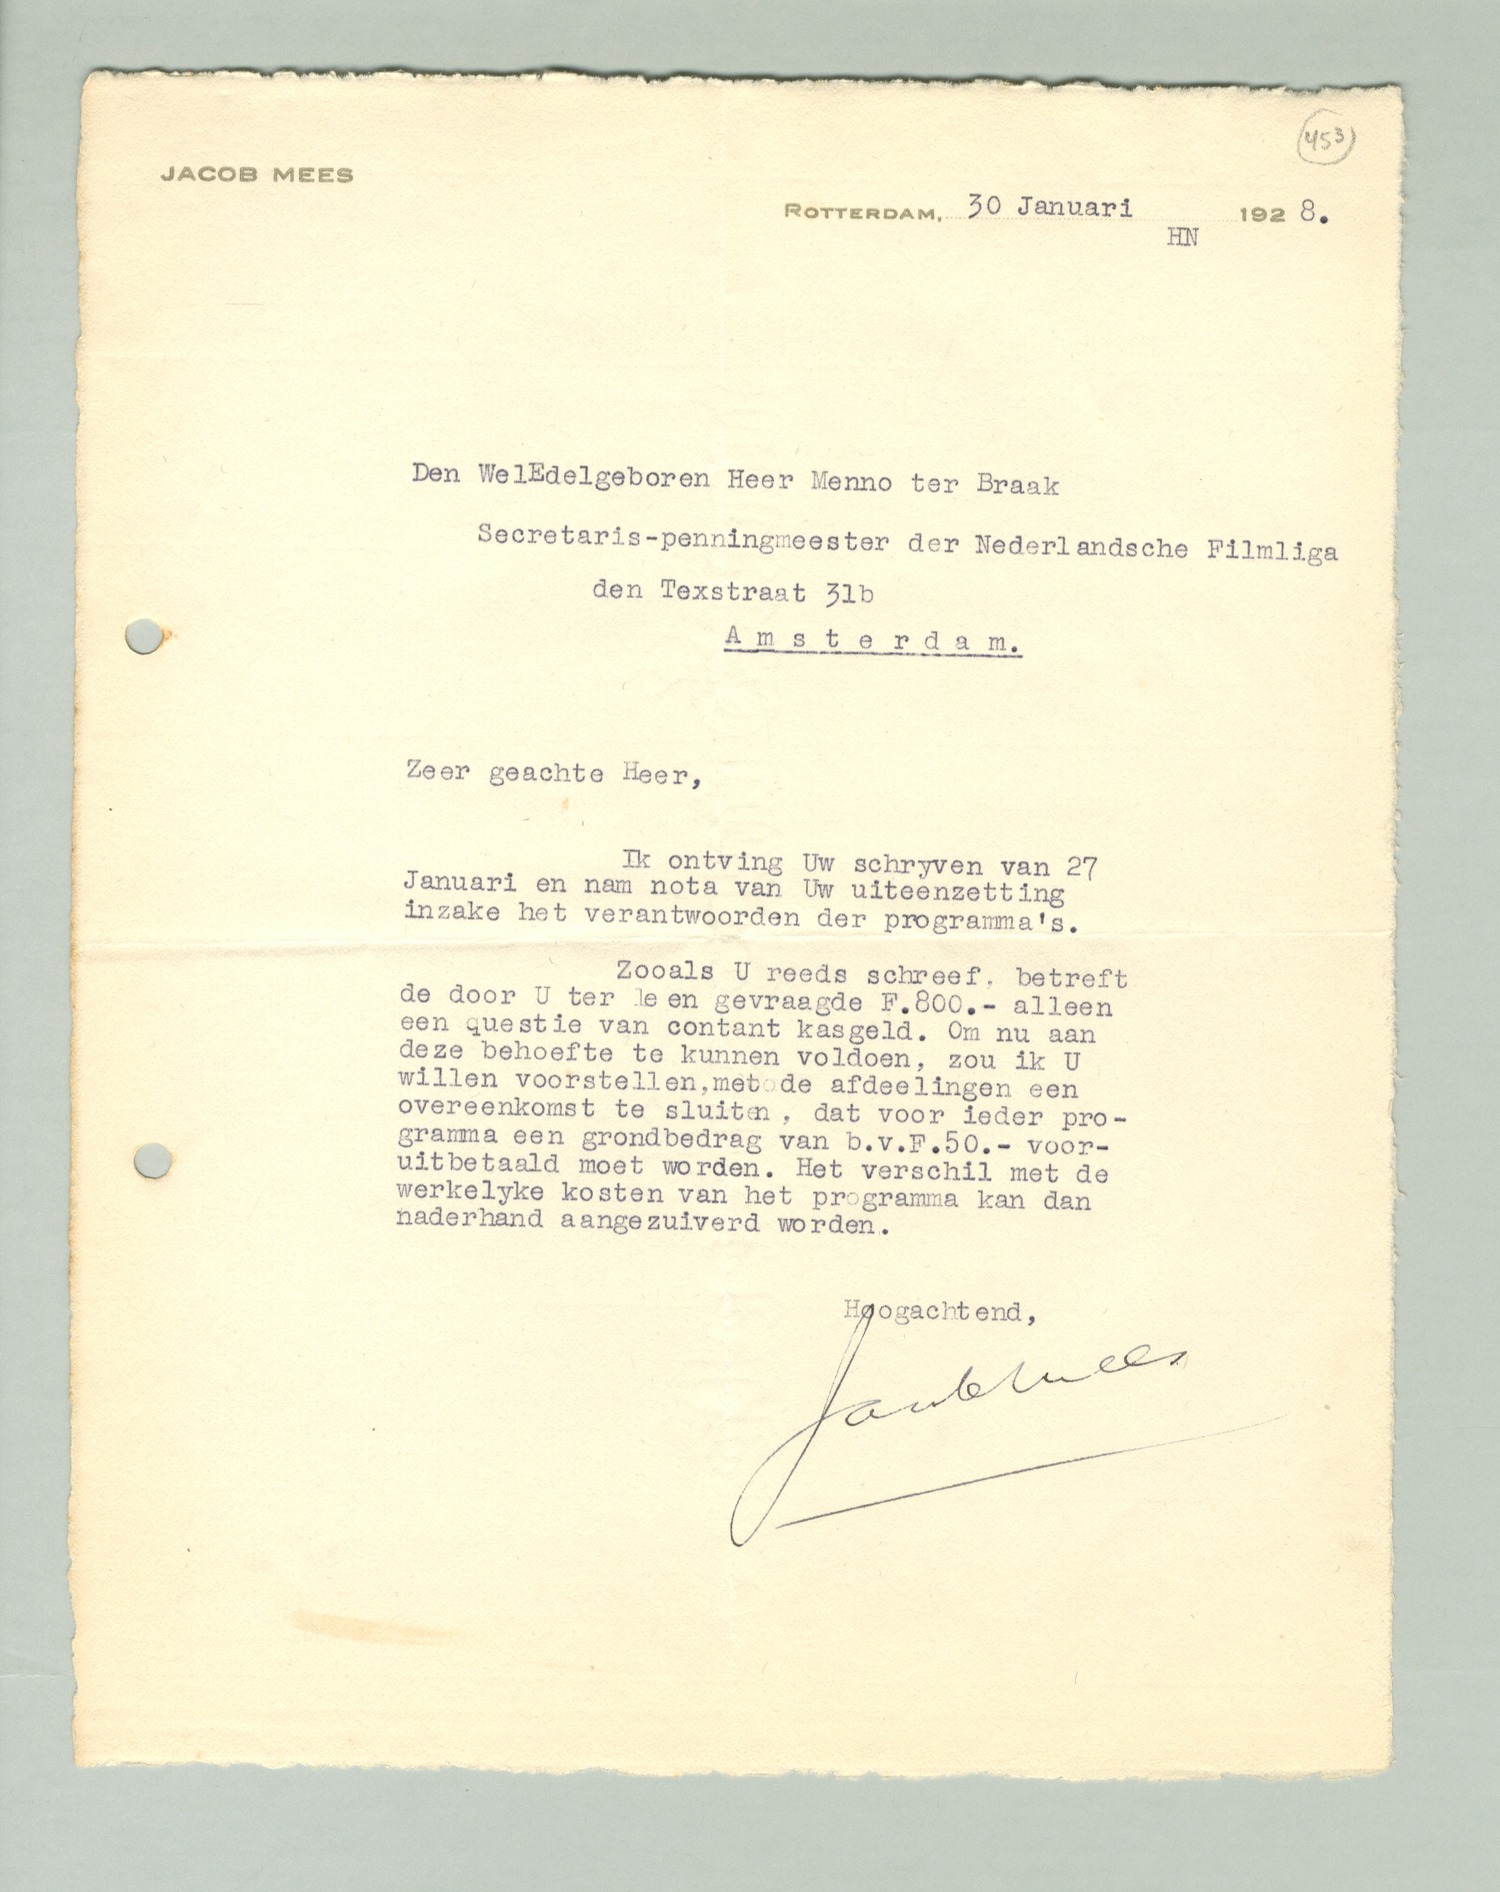 453
JACOB MEES
ROTTERDAM, 30 Januari 1928.
HN
Den WelEdelgeboren Heer Menno ter Braak
Secretaris-penningmeester der Nederlandsche Filmliga
den Texstraat 31b
Amsterdam.
Zeer geachte Heer,
Ik ontving Uw schryven van 27
Januari en nam nota van Uw uiteenzetting
inzake het verantwoorden der programma's.
Zooals U reeds schreef, betreft
de door U ter leen gevraagde F.800.- alleen
een questie van contant kasgeld. Om nu aan
deze behoefte te kunnen voldoen, zou ik U
willen voorstellen,met de afdeelingen een
overeenkomst te sluiten, dat voor ieder pro-
gramma een grondbedrag van b.v.F.50.- voor-
uitbetaald moet worden. Het verschil met de
werkelyke kosten van het programma kan dan
naderhand aangezuiverd worden.
Hoogachtend,
Jacob Mees